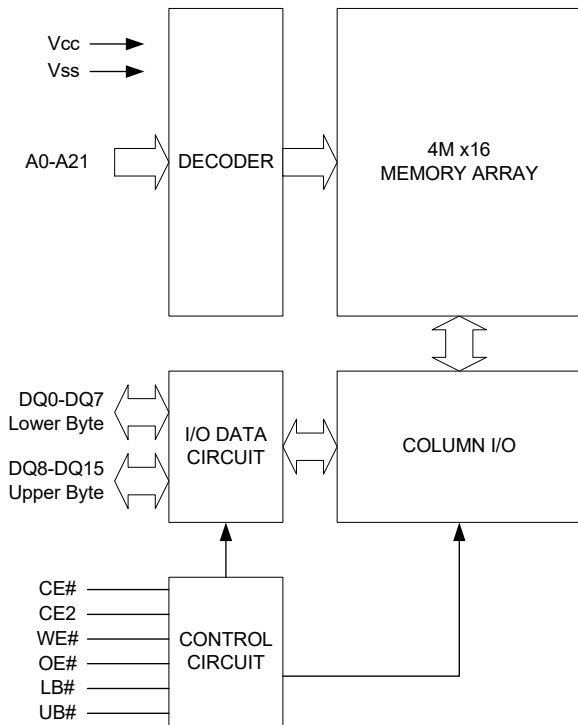 Vcc
Vss
A0-A21
DECODER
4M x16
MEMORY ARRAY
DQ0-DQ7
Lower Byte
DQ8-DQ15
Upper Byte
I/O DATA
CIRCUIT
COLUMN I/O
CE#
CE2
WE#
OE#
LB#
UB#
CONTROL
CIRCUIT